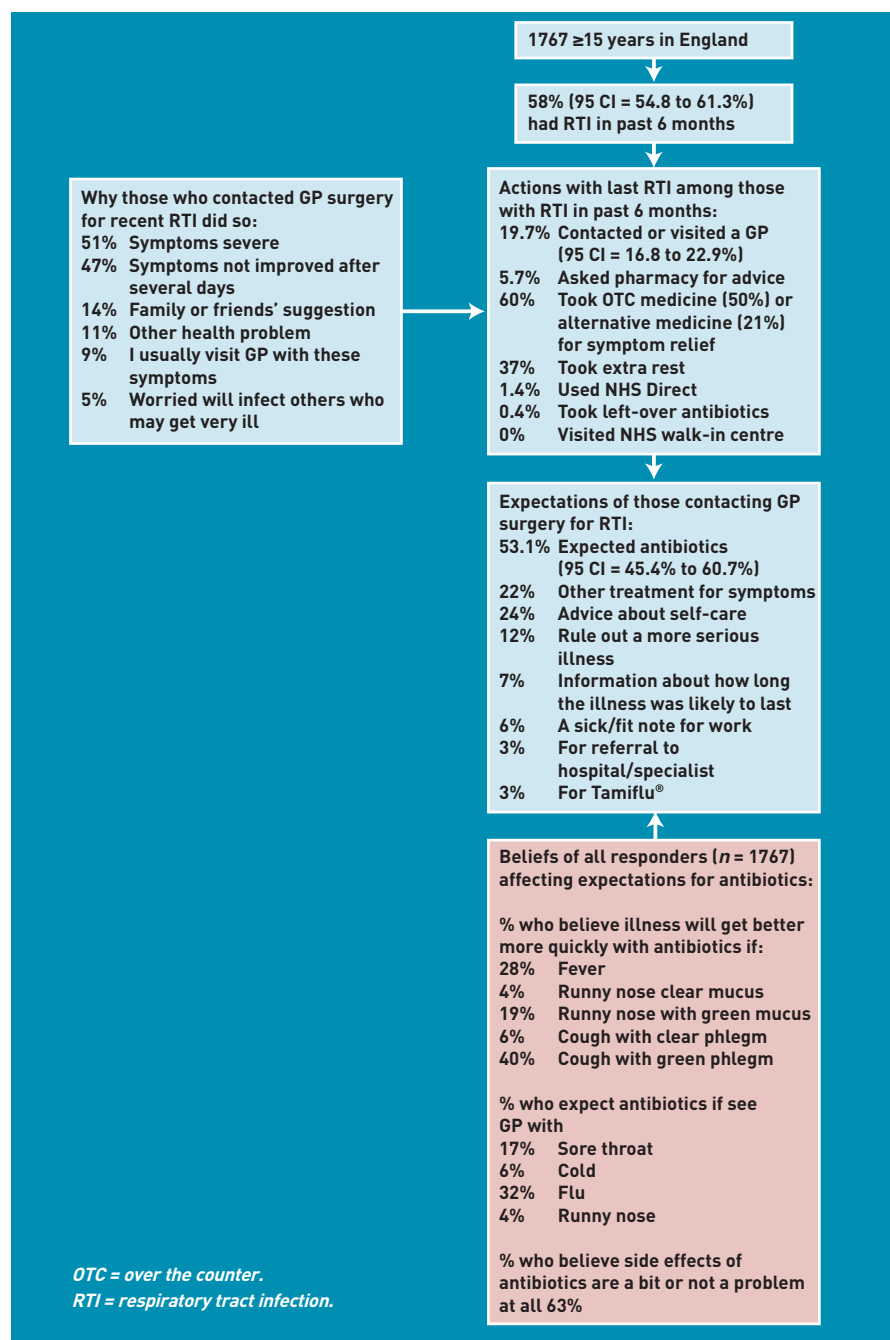 1767 ≥15 years in England
58% (95 CI = 54.8 to 61.3%)
had RTI in past 6 months
Why those who contacted GP surgery
for recent RTI did so:
51% Symptoms severe
47% Symptoms not improved after
several days
14% Family or friends’ suggestion
11% Other health problem
9% I usually visit GP with these
symptoms
5% Worried will infect others who
may get very ill
Actions with last RTI among those
with RTI in past 6 months:
19.7% Contacted or visited a GP
(95 CI = 16.8 to 22.9%)
5.7% Asked pharmacy for advice
60% Took OTC medicine (50%) or
alternative medicine (21%)
for symptom relief
37% Took extra rest
1.4% Used NHS Direct
0.4% Took left-over antibiotics
0% Visited NHS walk-in centre
Expectations of those contacting GP
surgery for RTI:
53.1% Expected antibiotics
(95 CI = 45.4% to 60.7%)
22% Other treatment for symptoms
24% Advice about self-care
12% Rule out a more serious
illness
7% Information about how long
the illness was likely to last
6% A sick/fit note for work
3% For referral to
hospital/specialist
3% For Tamiflu®
Beliefs of all responders (n = 1767)
affecting expectations for antibiotics:
% who believe illness will get better
more quickly with antibiotics if:
28% Fever
4% Runny nose clear mucus
19% Runny nose with green mucus
6% Cough with clear phlegm
40% Cough with green phlegm
% who expect antibiotics if see
GP with
17% Sore throat
6% Cold
32% Flu
4% Runny nose
% who believe side effects of
antibiotics are a bit or not a problem
at all 63%
OTC = over the counter.
RTI = respiratory tract infection.